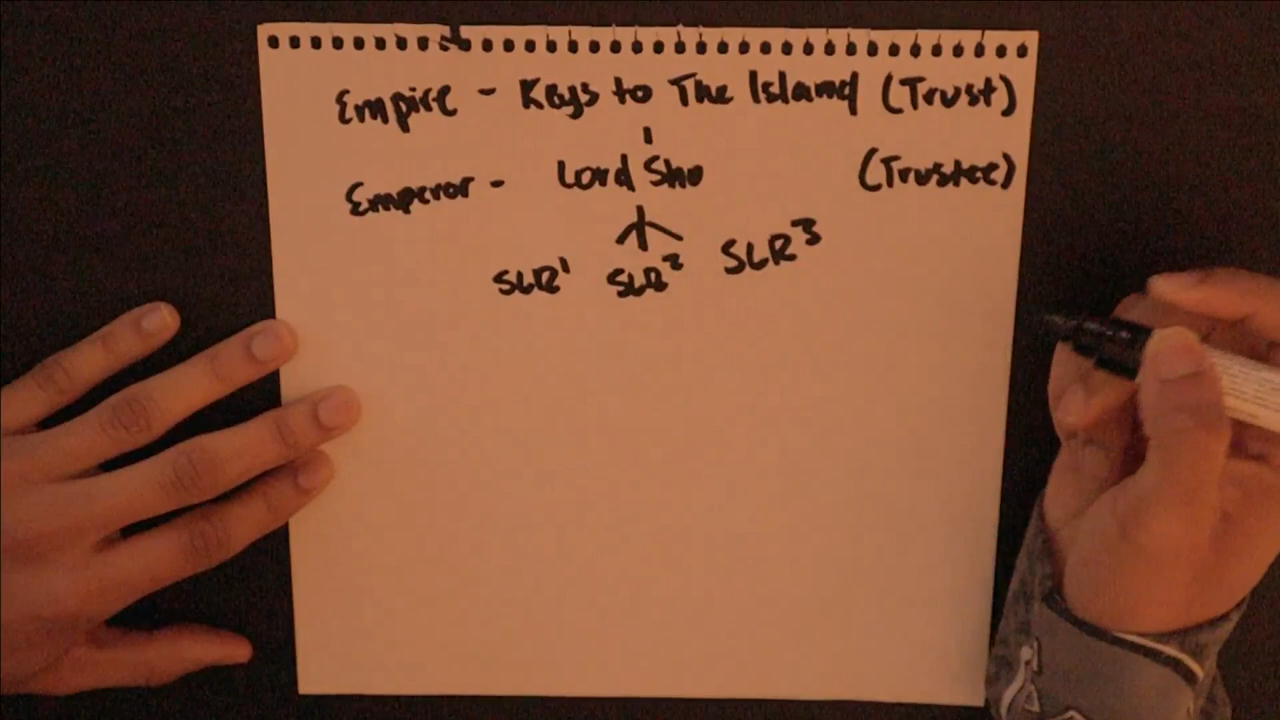 Empire - Keys to The Island (Trust)
Emperor - Lord Sho (Trustee)
SLR¹ SLR² SLR³